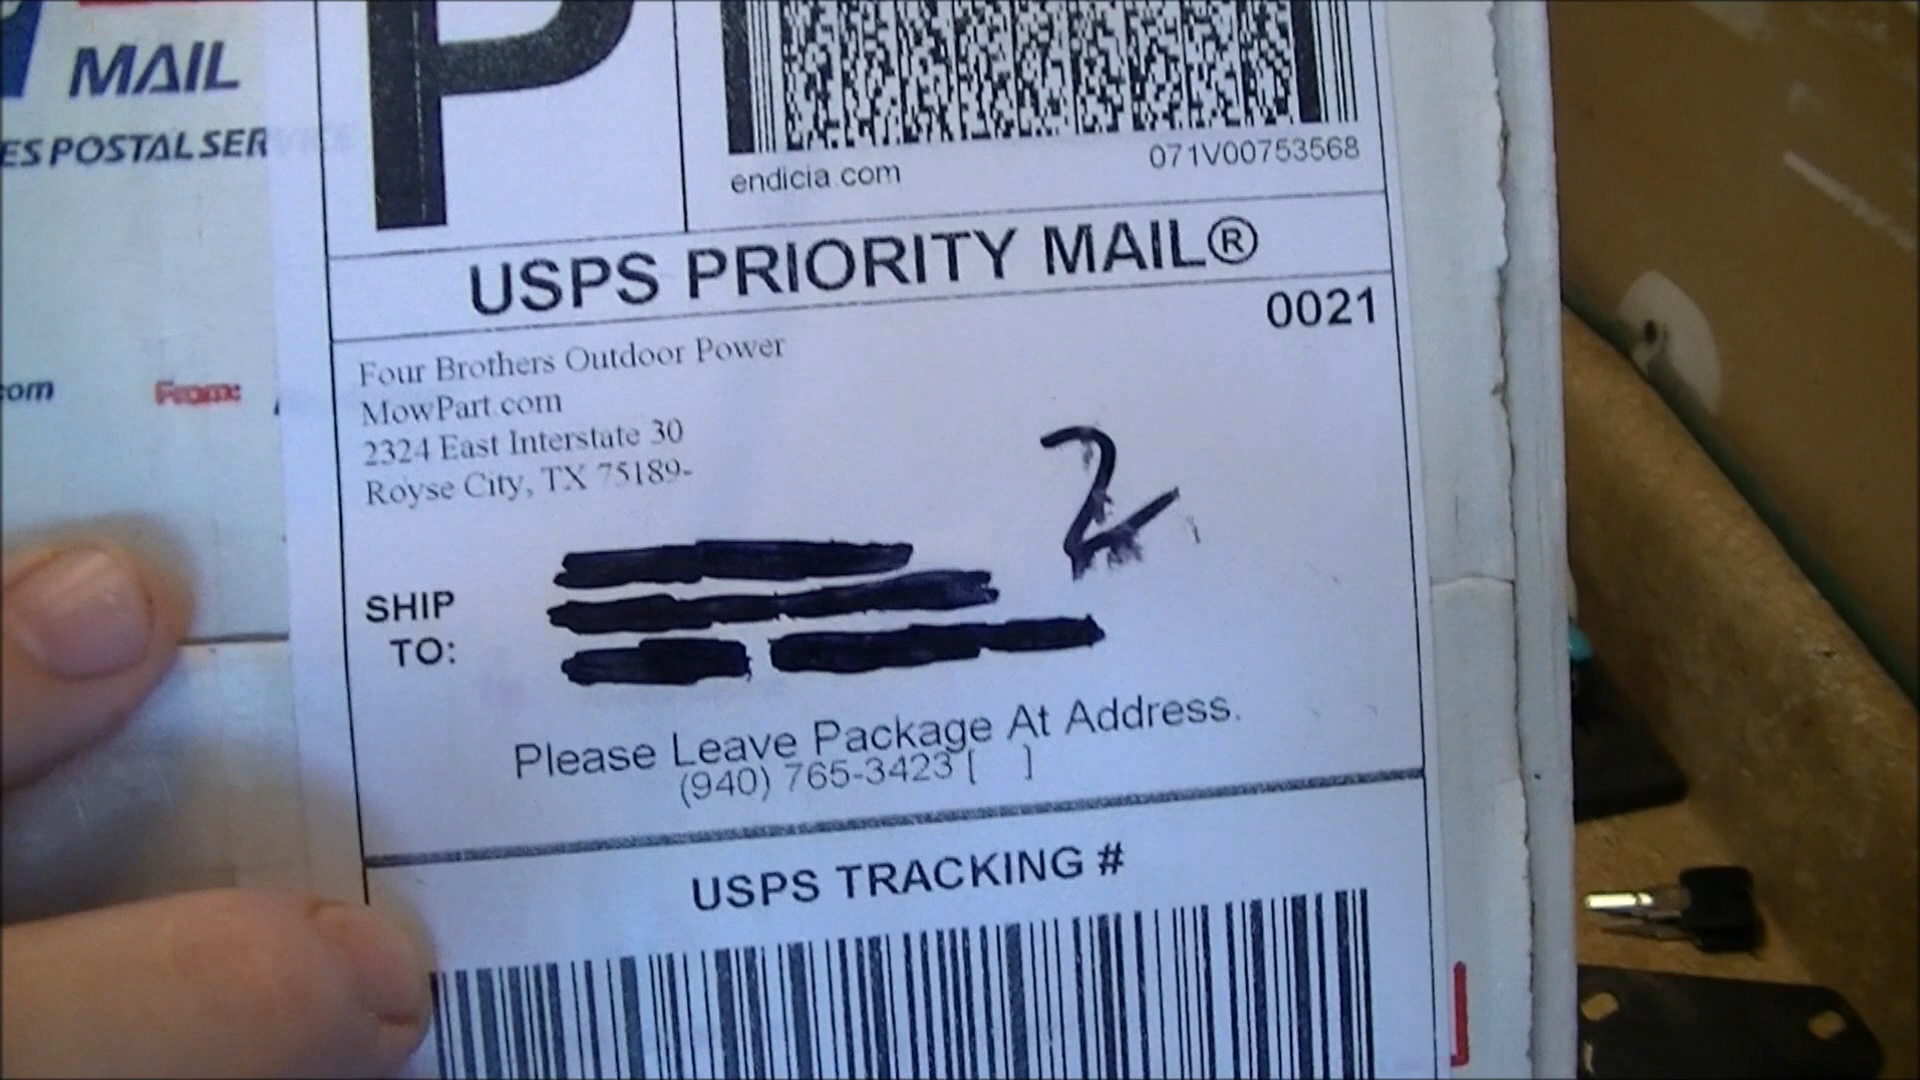 MAIL
ES POSTAL SERVICE
com
From:
P
endicia.com
071V00753568
USPS PRIORITY MAIL®
0021
Four Brothers Outdoor Power
MowPart.com
2324 East Interstate 30
Royse City, TX 75189-
2
SHIP
TO:
Please Leave Package At Address.
(940) 765-3423 [ ]
USPS TRACKING #